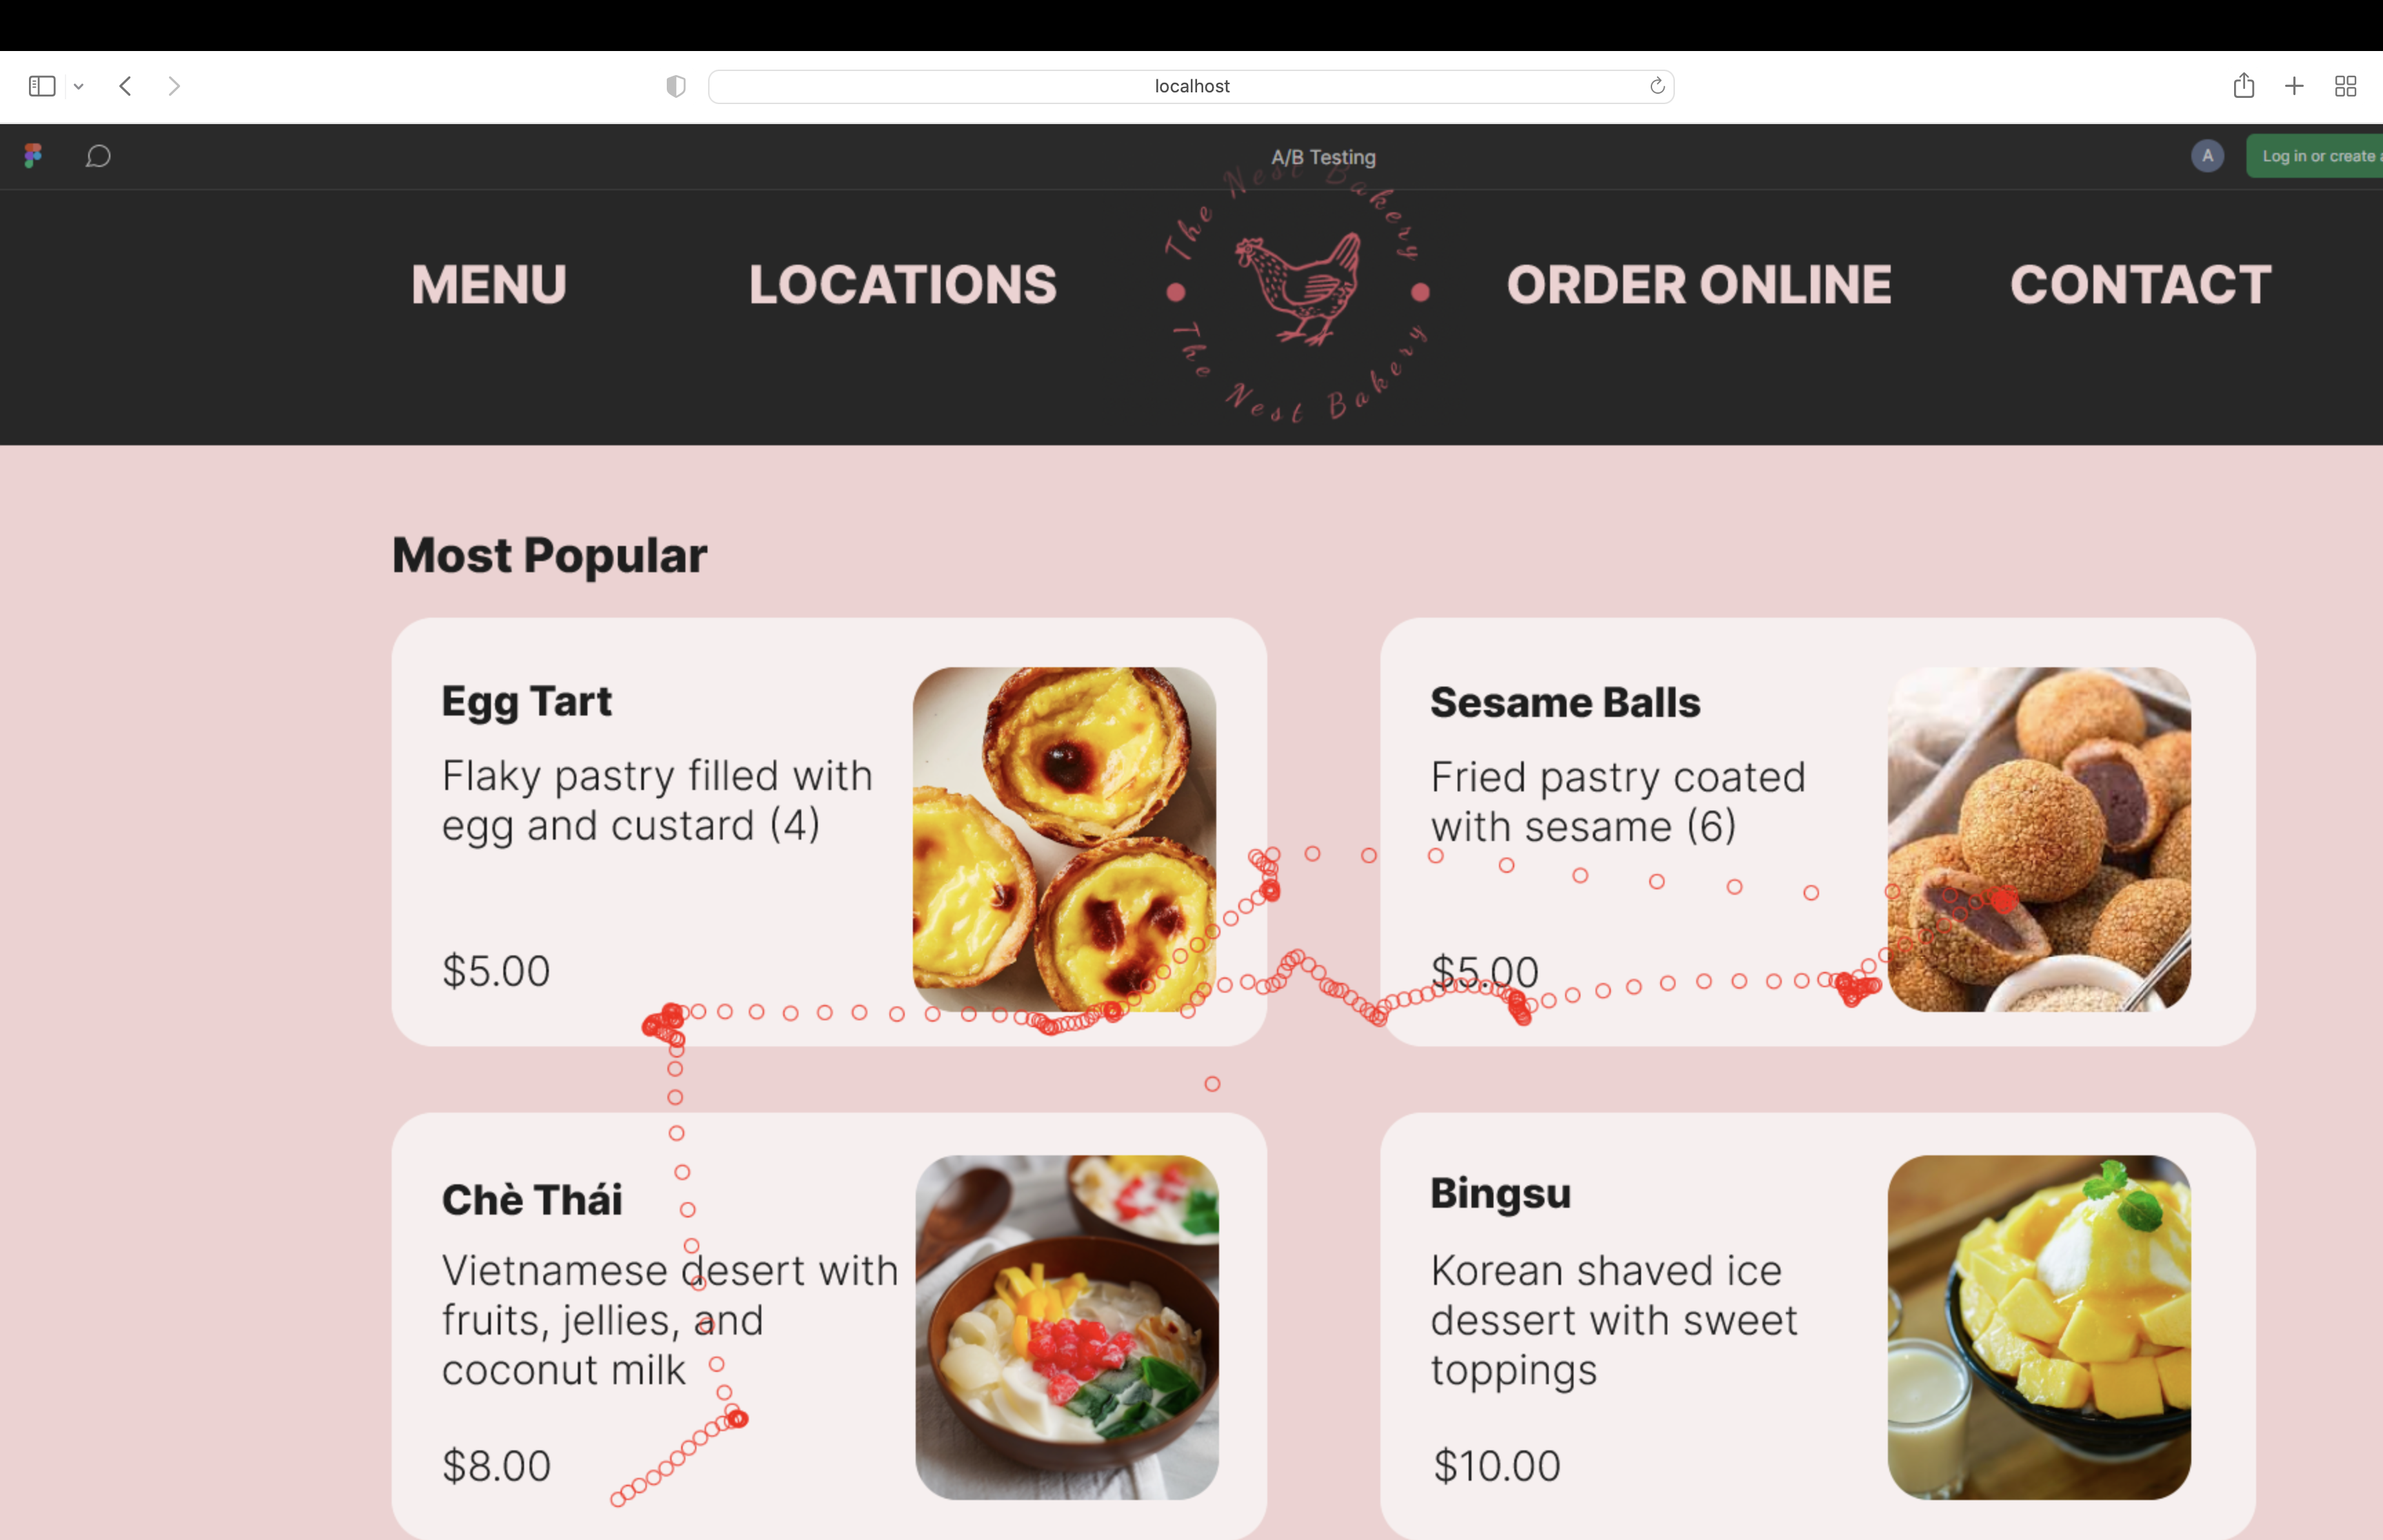 localhost
A/B Testing
A
Log in or create a
The Nest Bakery
MENU
LOCATIONS
ORDER ONLINE
CONTACT
The Nest Bakery
Most Popular
Egg Tart
Flaky pastry filled with
egg and custard (4)
$5.00
Sesame Balls
Fried pastry coated
with sesame (6)
$5.00
Chè Thái
Vietnamese desert with
fruits, jellies, and
coconut milk
$8.00
Bingsu
Korean shaved ice
dessert with sweet
toppings
$10.00